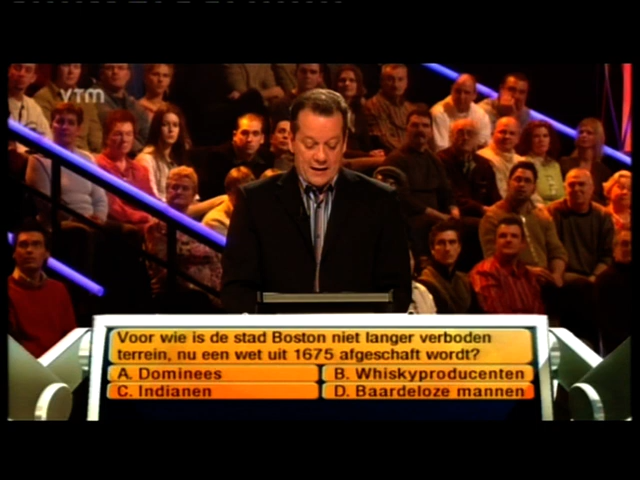 vtm
Voor wie is de stad Boston niet langer verboden
terrein, nu een wet uit 1675 afgeschaft wordt?
A. Dominees
B. Whiskyproducenten
C. Indianen
D. Baardeloze mannen